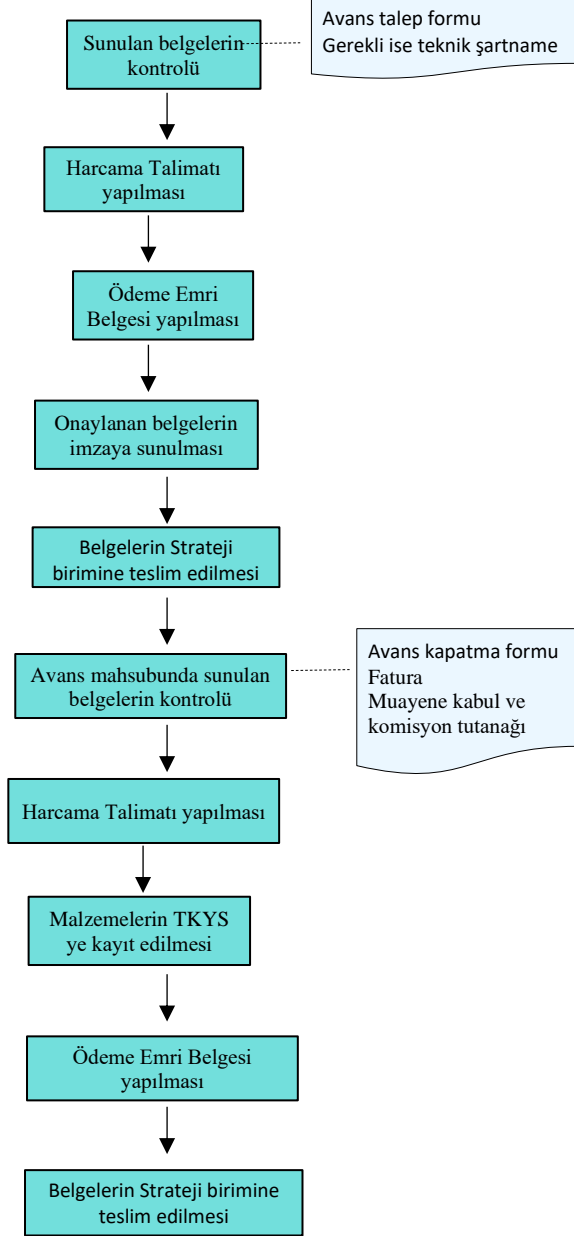 Avans talep formu
Gerekli ise teknik şartname
Sunulan belgelerin
kontrolü
Harcama Talimatı
yapılması
Ödeme Emri
Belgesi yapılması
Onaylanan belgelerin
imzaya sunulması
Belgelerin Strateji
birimine teslim edilmesi
Avans mahsubunda sunulan
belgelerin kontrolü
Avans kapatma formu
Fatura
Muayene kabul ve
komisyon tutanağı
Harcama Talimatı yapılması
Malzemelerin TKYS
ye kayıt edilmesi
Ödeme Emri Belgesi
yapılması
Belgelerin Strateji birimine
teslim edilmesi